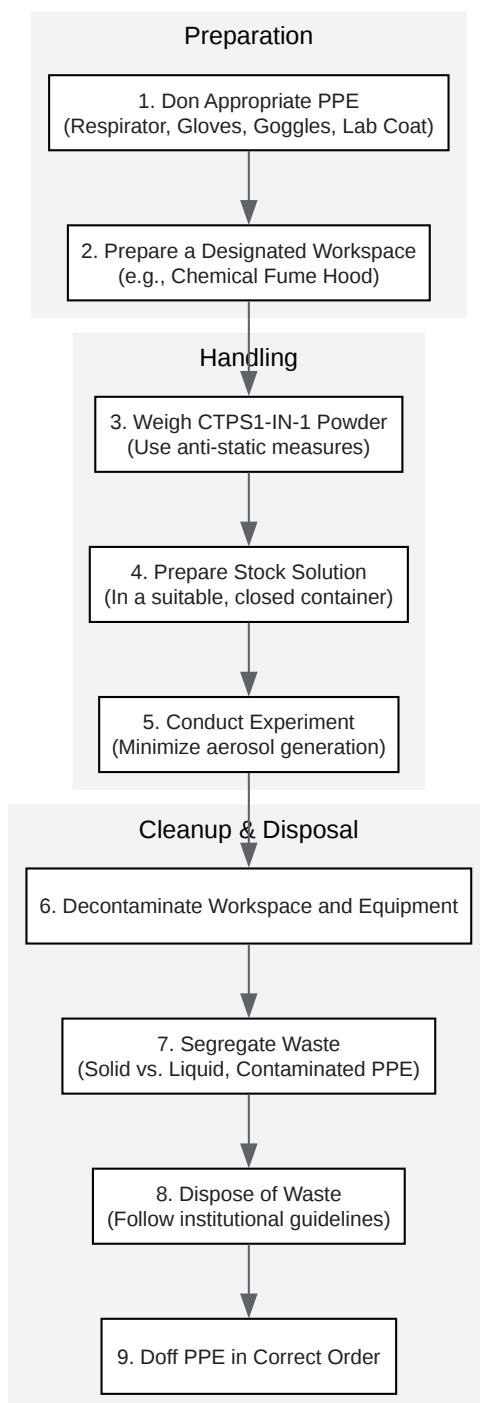 Preparation
1. Don Appropriate PPE
(Respirator, Gloves, Goggles, Lab Coat)
2. Prepare a Designated Workspace
(e.g., Chemical Fume Hood)
Handling
3. Weigh CTPS1-IN-1 Powder
(Use anti-static measures)
4. Prepare Stock Solution
(In a suitable, closed container)
5. Conduct Experiment
(Minimize aerosol generation)
Cleanup & Disposal
6. Decontaminate Workspace and Equipment
7. Segregate Waste
(Solid vs. Liquid, Contaminated PPE)
8. Dispose of Waste
(Follow institutional guidelines)
9. Doff PPE in Correct Order